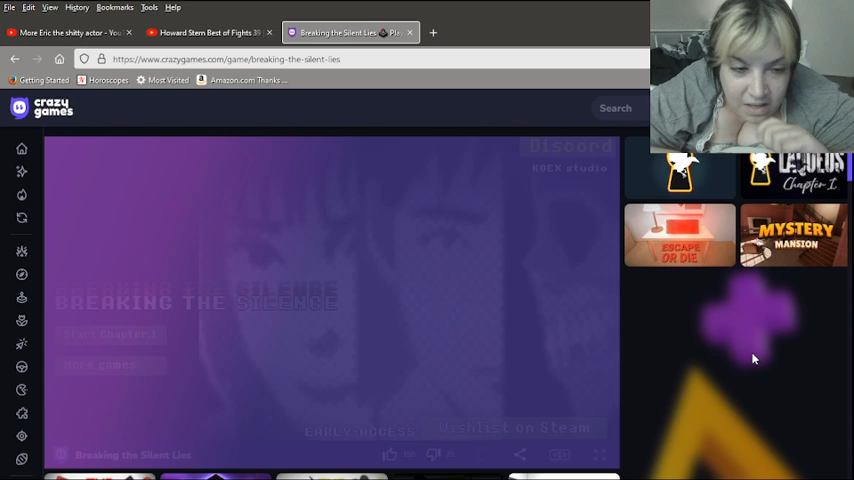 File Edit View History Bookmarks Tools Help
More Eric the shitty actor - You
Howard Stern Best of Fights 39
Breaking the Silent Lies Play
https://www.crazygames.com/game/breaking-the-silent-lies
Getting Started Horoscopes Most Visited Amazon.com Thanks ...
crazy
games
Search
Discord
KOEX studio
BREAKING THE SILENCE
Start Chapter 1
More games
EARLY-ACCESS
Wishlist on Steam
Breaking the Silent Lies
LAQUEUS
Chapter I
ESCAPE
OR DIE
MYSTERY
MANSION